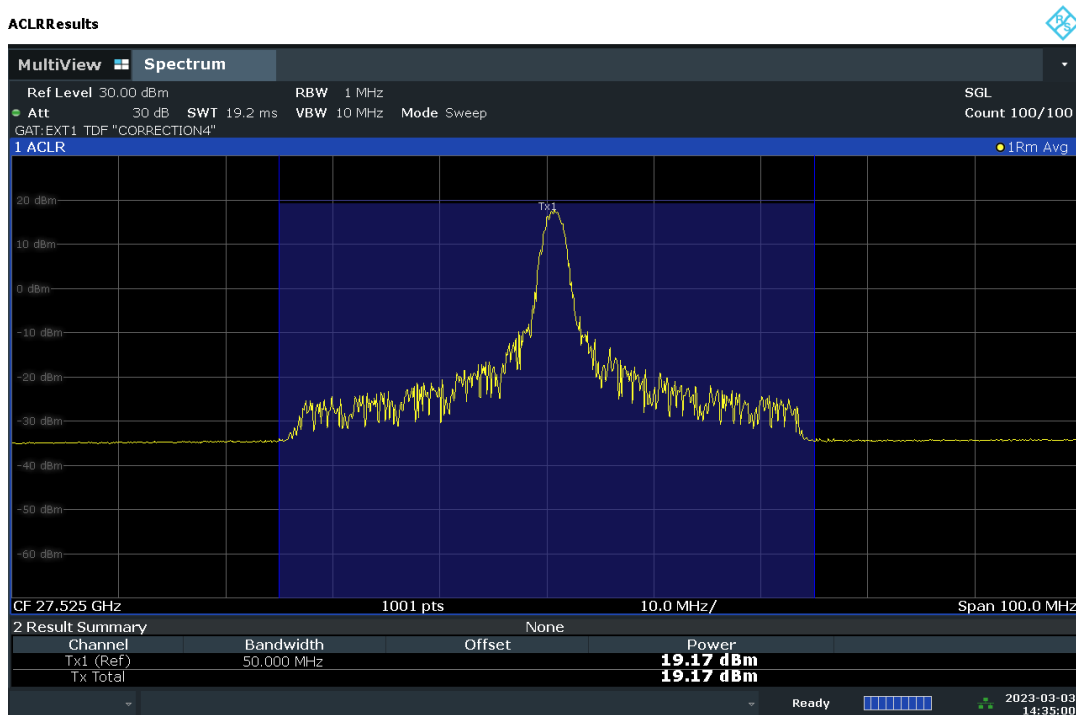 ACLRResults
R S
MultiView Spectrum
Ref Level 30.00 dBm RBW 1 MHz SGL
Att 30 dB SWT 19.2 ms VBW 10 MHz Mode Sweep Count 100/100
GAT:EXT1 TDF "CORRECTION4"
1 ACLR 1Rm Avg
20 dBm
Tx1
10 dBm
0 dBm
-10 dBm
-20 dBm
-30 dBm
-40 dBm
-50 dBm
-60 dBm
CF 27.525 GHz 1001 pts 10.0 MHz/ Span 100.0 MHz
2 Result Summary None
Channel Bandwidth Offset Power
Tx1 (Ref) 50.000 MHz 19.17 dBm
Tx Total 19.17 dBm
Ready 2023-03-03
14:35:00